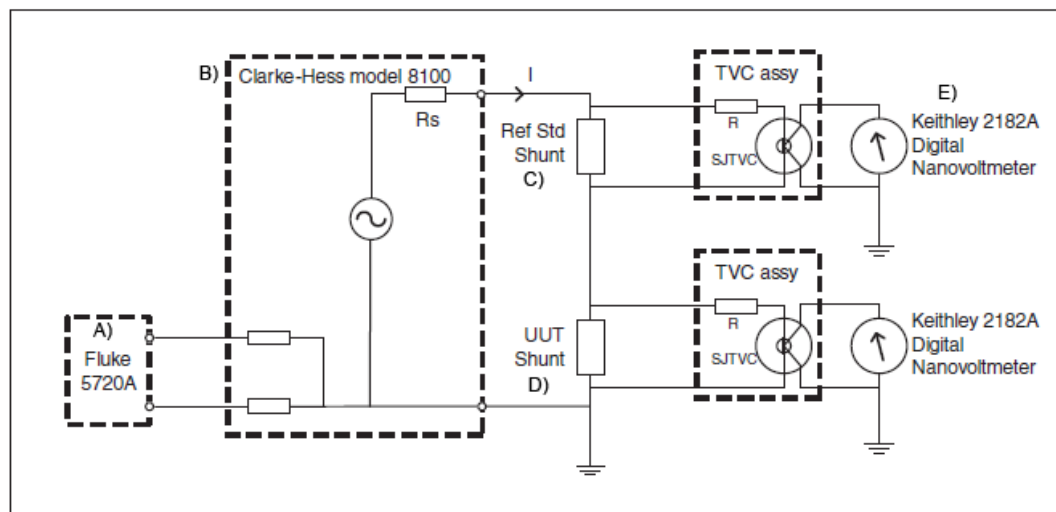 B)
Clarke-Hess model 8100
Rs
I
Ref Std
Shunt
C)
TVC assy
R
SJTVC
E)
Keithley 2182A
Digital
Nanovoltmeter
A)
Fluke
5720A
UUT
Shunt
D)
TVC assy
R
SJTVC
Keithley 2182A
Digital
Nanovoltmeter